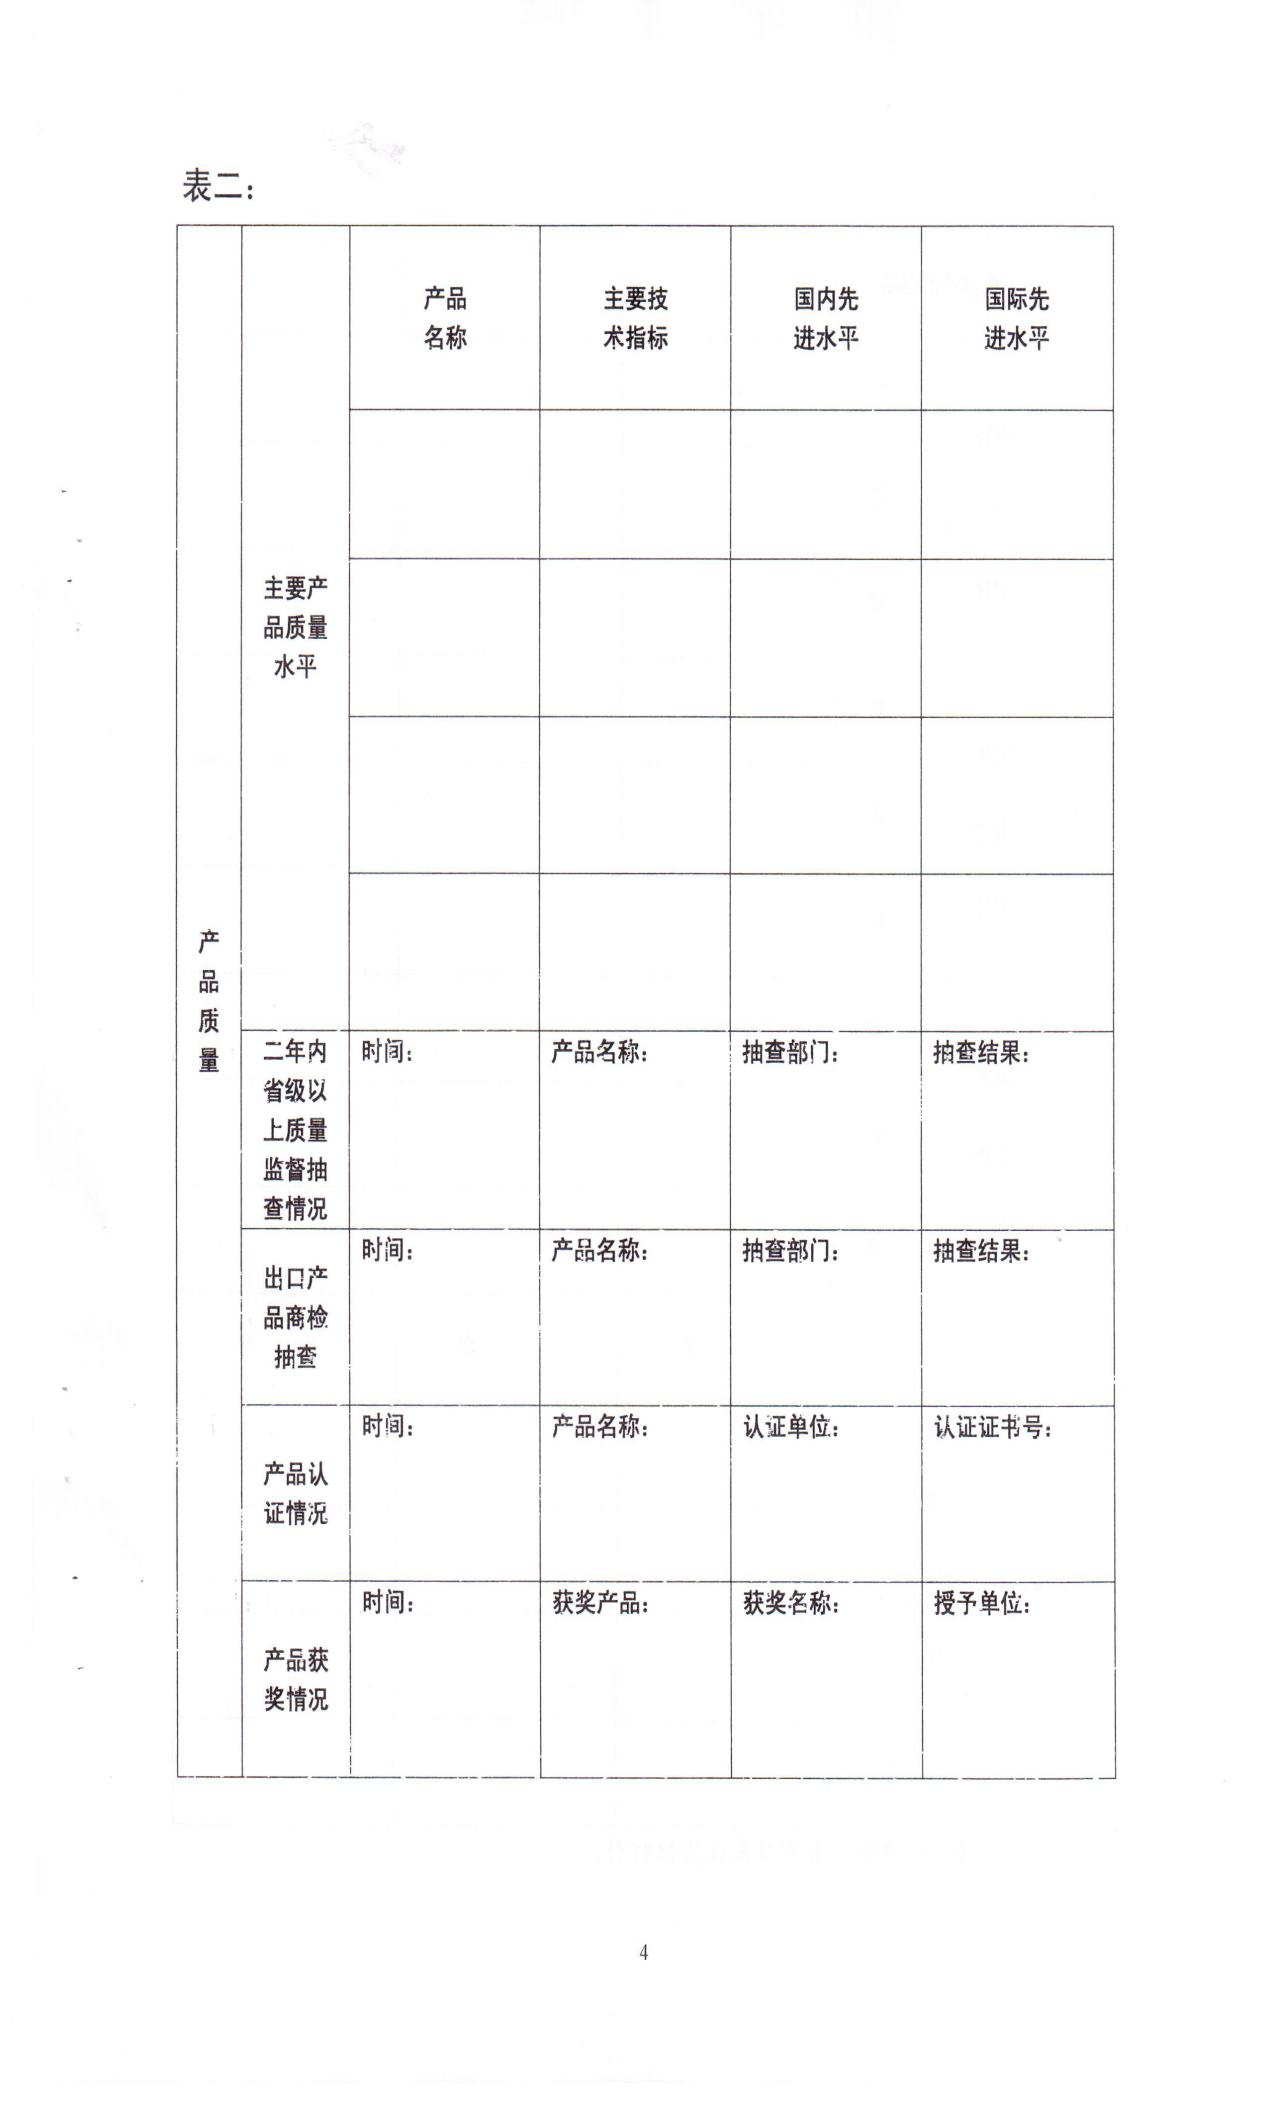 表二：
产品
名称
主要技
术指标
国内先
进水平
国际先
进水平
主要产
品质量
水平
产
品
质
量
二年内
省级以
上质量
监督抽
查情况
时间：
产品名称：
抽查部门：
抽查结果：
出口产
品商检
抽查
时间：
产品名称：
抽查部门：
抽查结果：
产品认
证情况
时间：
产品名称：
认证单位：
认证证书号：
产品获
奖情况
时间：
获奖产品：
获奖名称：
授予单位：
4